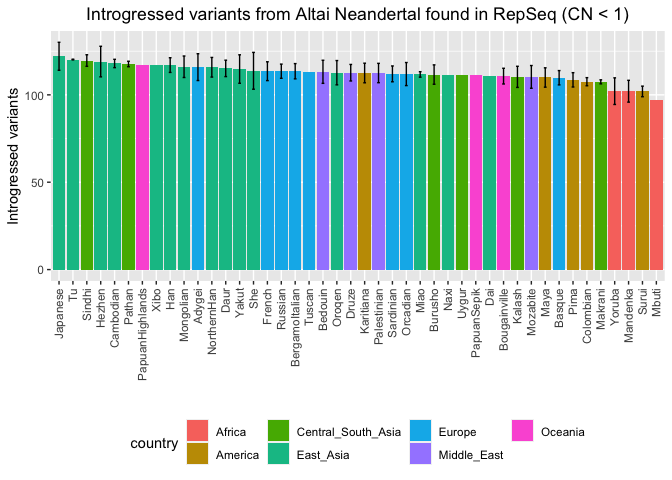 Introgressed variants from Altai Neandertal found in RepSeq (CN < 1)
Introgressed variants
100
50
0
Japanese
Tu
Sindhi
Hezhen
Cambodian
Pathan
PapuanHighlands
Xibo
Han
Mongolian
Adygei
NorthernHan
Daur
Yakut
She
French
Russian
BergamoItalian
Tuscan
Bedouin
Oroqen
Druze
Karitiana
Palestinian
Sardinian
Orcadian
Miao
Burusho
Naxi
Uygur
PapuanSepik
Dai
Bougainville
Kalash
Mozabite
Maya
Basque
Pima
Colombian
Makrani
Yoruba
Mandenka
Surui
Mbuti
country
Africa
Central_South_Asia
Europe
Oceania
America
East_Asia
Middle_East